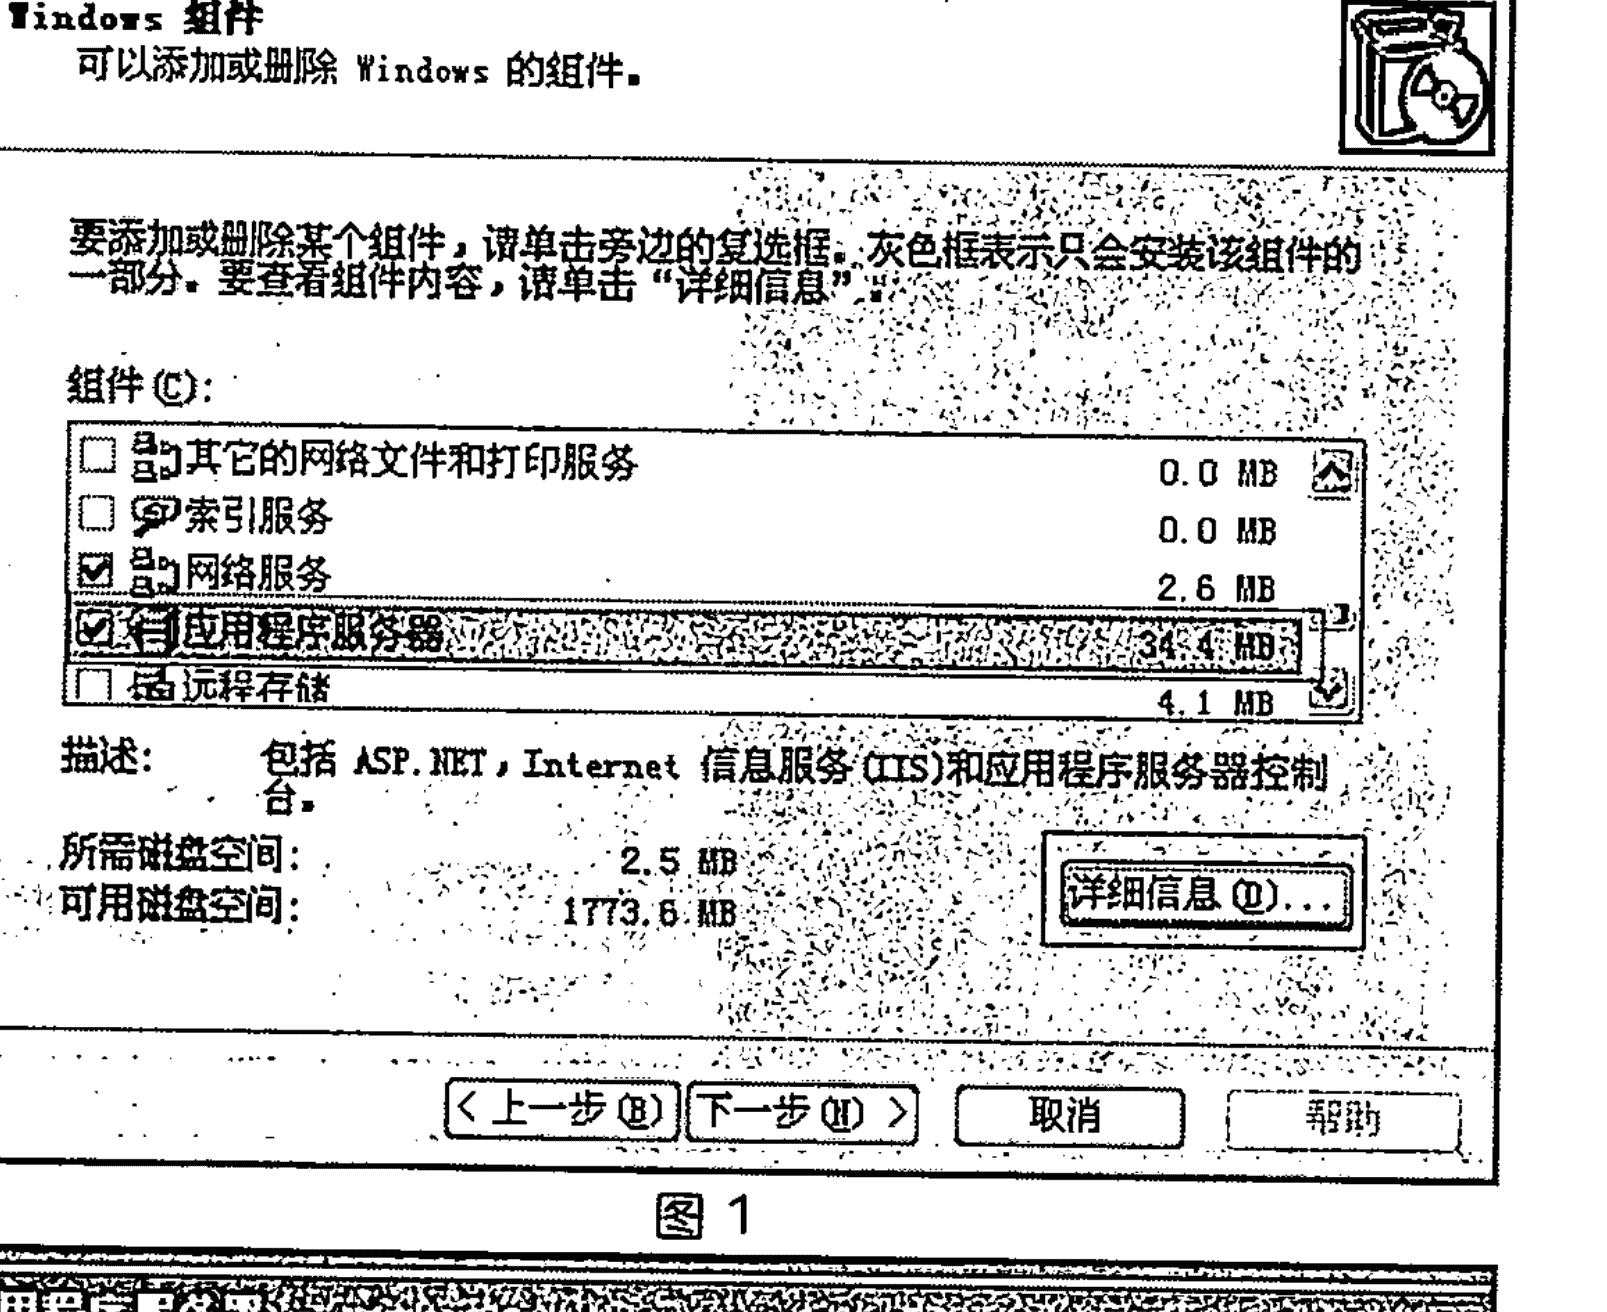 Windows 组件
可以添加或删除 Windows 的组件。
要添加或删除某个组件，请单击旁边的复选框。灰色框表示只会安装该组件的
一部分。要查看组件内容，请单击“详细信息”。
组件(C):
其它的网络文件和打印服务 0.0 MB
索引服务 0.0 MB
网络服务 2.6 MB
应用程序服务器 34.4 MB
远程存储 4.1 MB
描述: 包括 ASP.NET，Internet 信息服务(IIS)和应用程序服务器控制
台。
所需磁盘空间: 2.5 MB
可用磁盘空间: 1773.6 MB
详细信息(D)...
< 上一步(B) 下一步(N) > 取消 帮助
图 1